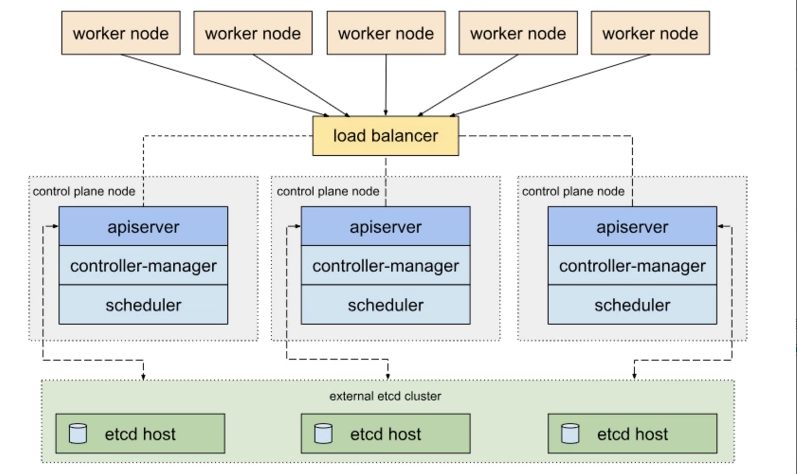 worker node
worker node
worker node
worker node
worker node
load balancer
control plane node
apiserver
controller-manager
scheduler
control plane node
apiserver
controller-manager
scheduler
control plane node
apiserver
controller-manager
scheduler
external etcd cluster
etcd host
etcd host
etcd host